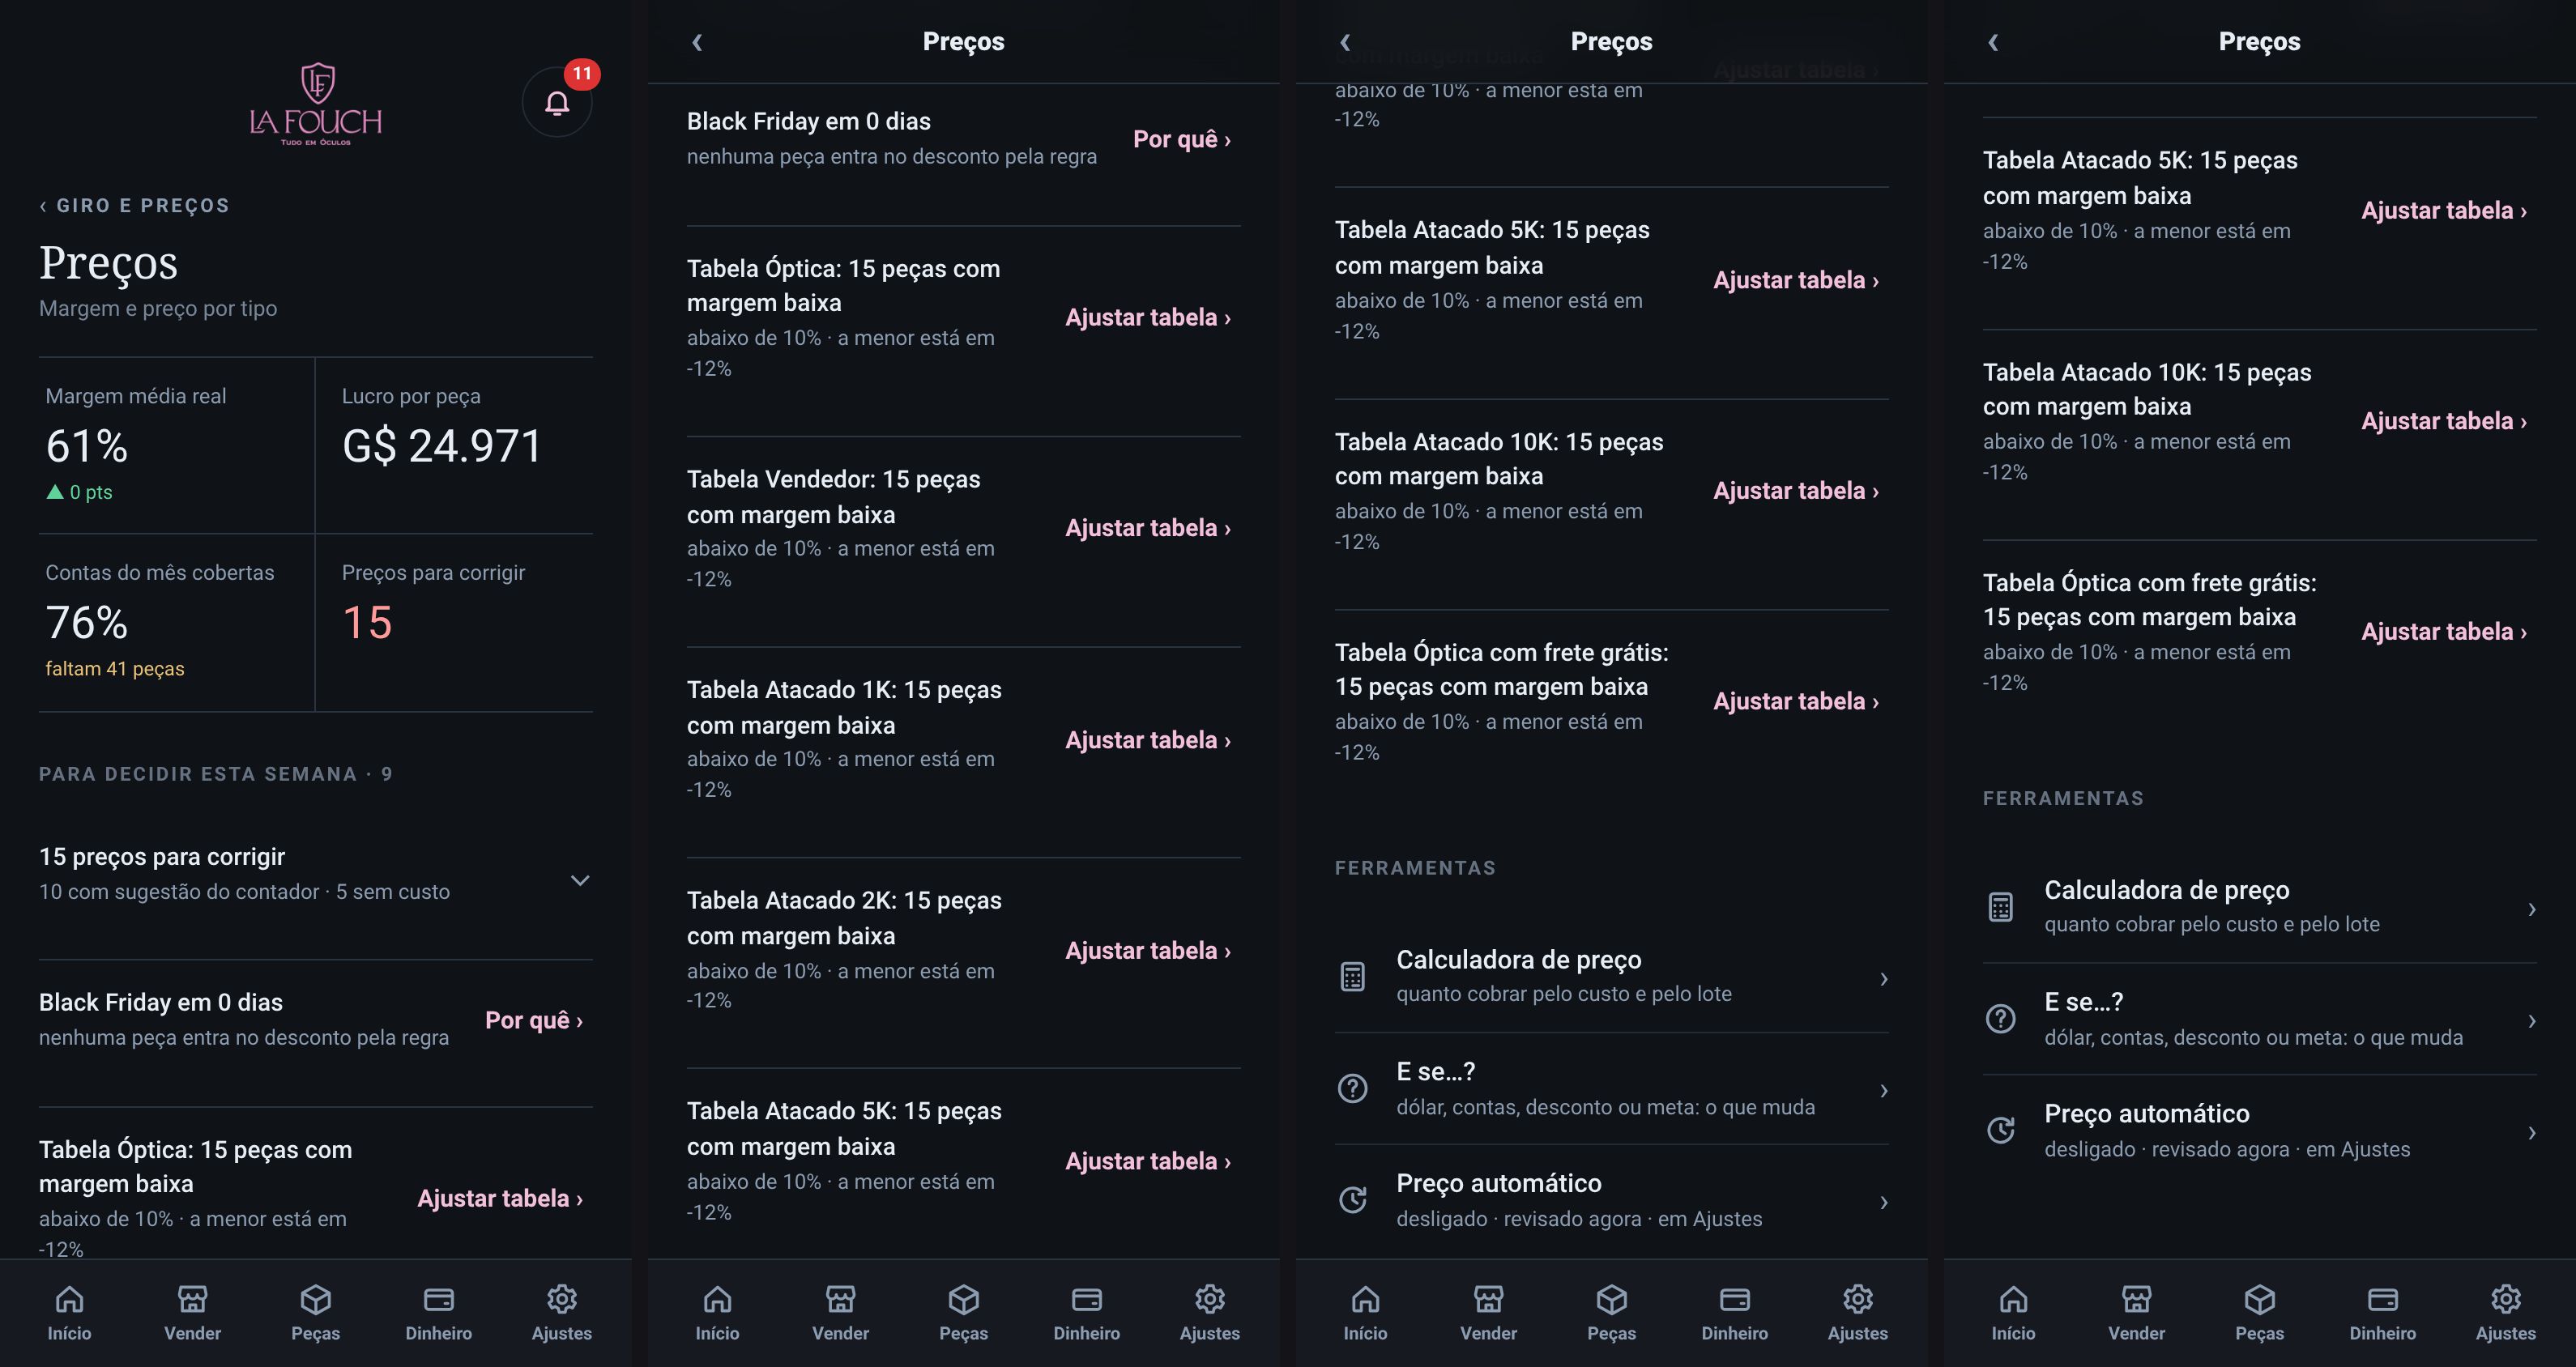 LF
LA FOUCH
TUDO EM ÓCULOS
11
‹ GIRO E PREÇOS
Preços
Margem e preço por tipo
Margem média real
61%
▲ 0 pts
Lucro por peça
G$ 24.971
Contas do mês cobertas
76%
faltam 41 peças
Preços para corrigir
15
PARA DECIDIR ESTA SEMANA · 9
15 preços para corrigir
10 com sugestão do contador · 5 sem custo
Black Friday em 0 dias
nenhuma peça entra no desconto pela regra
Por quê ›
Tabela Óptica: 15 peças com
margem baixa
abaixo de 10% · a menor está em
-12%
Ajustar tabela ›
Início
Vender
Peças
Dinheiro
Ajustes
‹
Preços
Black Friday em 0 dias
nenhuma peça entra no desconto pela regra
Por quê ›
Tabela Óptica: 15 peças com
margem baixa
abaixo de 10% · a menor está em
-12%
Ajustar tabela ›
Tabela Vendedor: 15 peças
com margem baixa
abaixo de 10% · a menor está em
-12%
Ajustar tabela ›
Tabela Atacado 1K: 15 peças
com margem baixa
abaixo de 10% · a menor está em
-12%
Ajustar tabela ›
Tabela Atacado 2K: 15 peças
com margem baixa
abaixo de 10% · a menor está em
-12%
Ajustar tabela ›
Tabela Atacado 5K: 15 peças
com margem baixa
abaixo de 10% · a menor está em
-12%
Ajustar tabela ›
Início
Vender
Peças
Dinheiro
Ajustes
‹
Preços
com margem baixa
Ajustar tabela ›
abaixo de 10% · a menor está em
-12%
Tabela Atacado 5K: 15 peças
com margem baixa
abaixo de 10% · a menor está em
-12%
Ajustar tabela ›
Tabela Atacado 10K: 15 peças
com margem baixa
abaixo de 10% · a menor está em
-12%
Ajustar tabela ›
Tabela Óptica com frete grátis:
15 peças com margem baixa
abaixo de 10% · a menor está em
-12%
Ajustar tabela ›
FERRAMENTAS
Calculadora de preço
quanto cobrar pelo custo e pelo lote
›
E se...?
dólar, contas, desconto ou meta: o que muda
›
Preço automático
desligado · revisado agora · em Ajustes
›
Início
Vender
Peças
Dinheiro
Ajustes
‹
Preços
Tabela Atacado 5K: 15 peças
com margem baixa
abaixo de 10% · a menor está em
-12%
Ajustar tabela ›
Tabela Atacado 10K: 15 peças
com margem baixa
abaixo de 10% · a menor está em
-12%
Ajustar tabela ›
Tabela Óptica com frete grátis:
15 peças com margem baixa
abaixo de 10% · a menor está em
-12%
Ajustar tabela ›
FERRAMENTAS
Calculadora de preço
quanto cobrar pelo custo e pelo lote
›
E se...?
dólar, contas, desconto ou meta: o que muda
›
Preço automático
desligado · revisado agora · em Ajustes
›
Início
Vender
Peças
Dinheiro
Ajustes